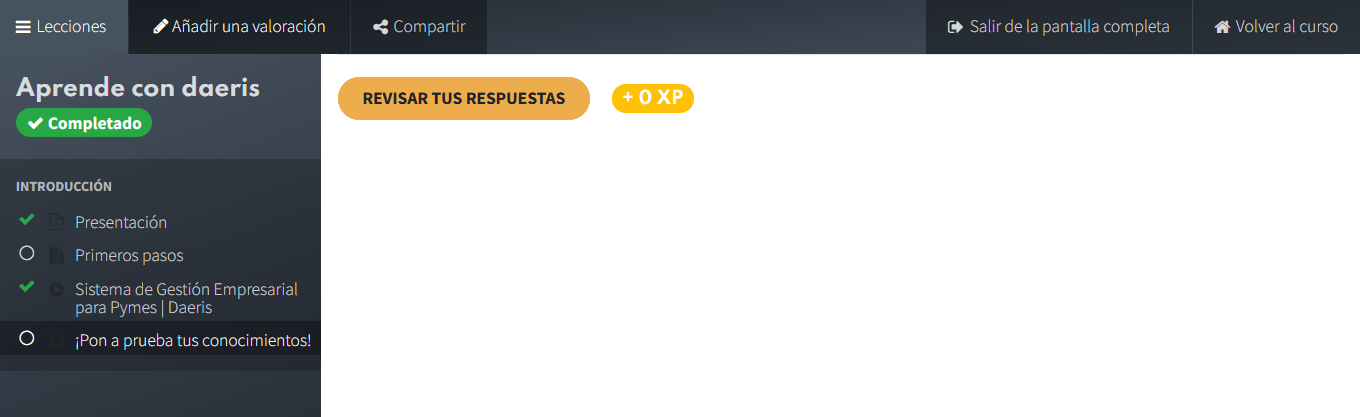 Lecciones
Añadir una valoración
Compartir
Salir de la pantalla completa
Volver al curso
Aprende con daeris
Completado
REVISAR TUS RESPUESTAS
+ 0 XP
INTRODUCCIÓN
Presentación
Primeros pasos
Sistema de Gestión Empresarial
para Pymes | Daeris
¡Pon a prueba tus conocimientos!